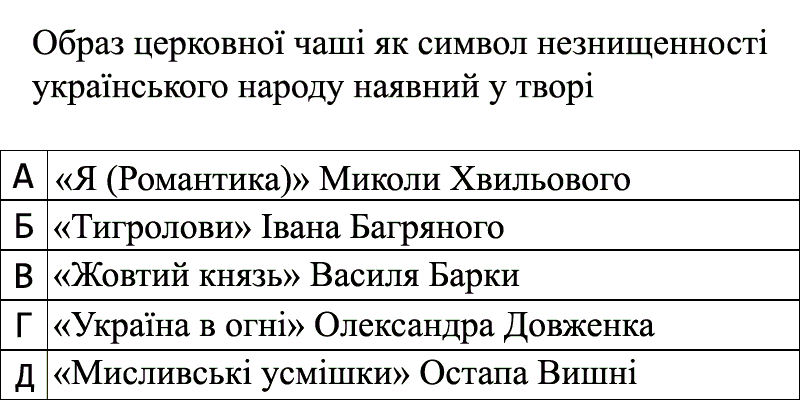 Образ церковної чаші як символ незнищенності
українського народу наявний у творі
А «Я (Романтика)» Миколи Хвильового
Б «Тигролови» Івана Багряного
В «Жовтий князь» Василя Барки
Г «Україна в огні» Олександра Довженка
Д «Мисливські усмішки» Остапа Вишні